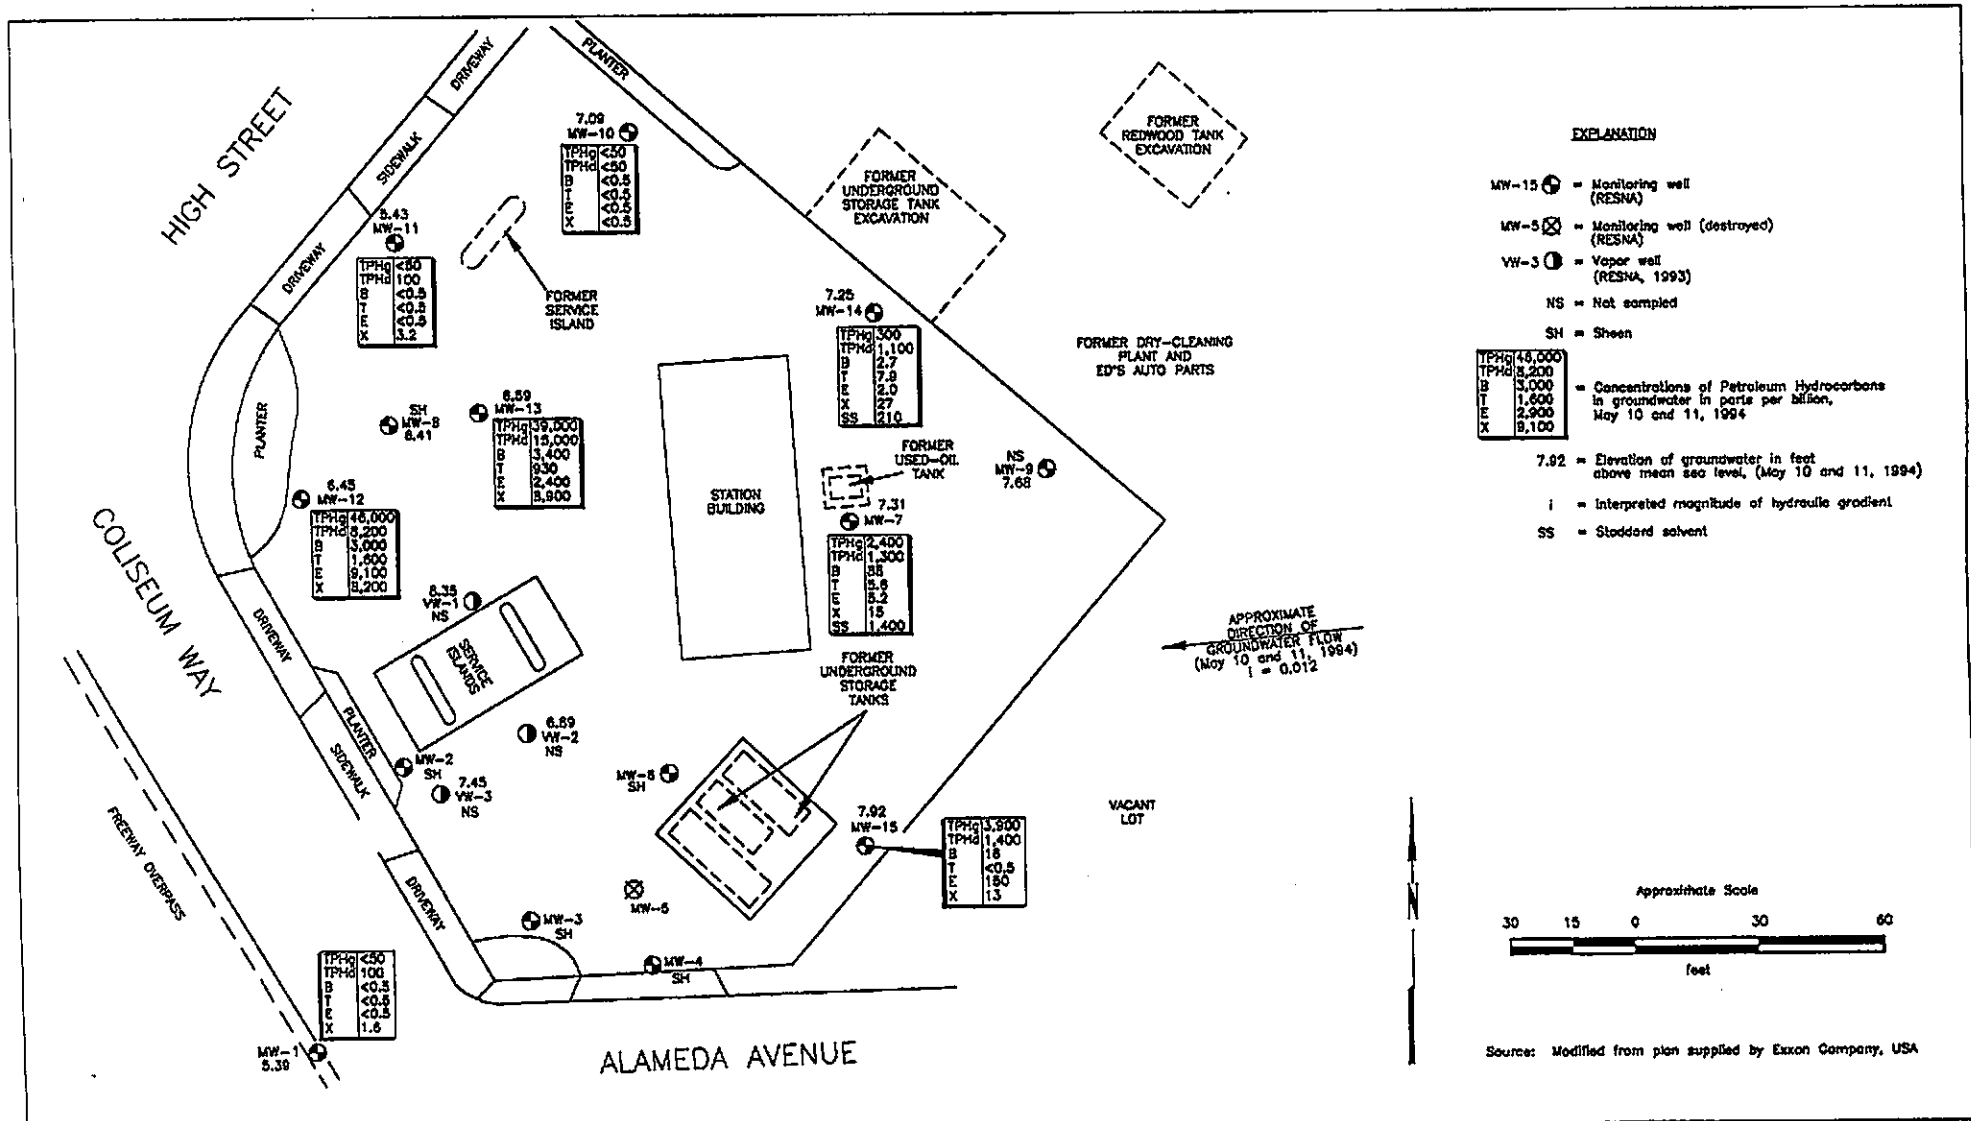 HIGH STREET
COLISEUM WAY
ALAMEDA AVENUE
FREEWAY OVERPASS
DRIVEWAY
SIDEWALK
DRIVEWAY
PLANTER
PLANTER
DRIVEWAY
PLANTER
SIDEWALK
DRIVEWAY
7.09
MW-10
TPHg <50
TPHd <50
B <0.5
T <0.5
E <0.5
X <0.5
MW-11
TPHg <50
TPHd 100
B <0.5
T <0.5
E <0.5
X 3.2
FORMER
SERVICE
ISLAND
FORMER
UNDERGROUND
STORAGE TANK
EXCAVATION
FORMER
REDWOOD TANK
EXCAVATION
7.25
MW-14
TPHg 300
TPHd 1,100
B 2.7
T 7.9
E 2.0
X 27
SS 210
FORMER DRY-CLEANING
PLANT AND
ED'S AUTO PARTS
SH
MW-8
6.41
6.59
MW-13
TPHg 39,000
TPHd 15,000
B 3,400
T 930
E 2,400
X 5,900
6.45
MW-12
TPHg 46,000
TPHd 5,200
B 3,000
T 1,600
E 9,100
X
STATION
BUILDING
FORMER
USED-OIL
TANK
NS
MW-9
7.68
7.31
MW-7
TPHg 2,400
TPHd 1,300
B
T 5.6
E 5.2
X 15
SS 1,400
FORMER
UNDERGROUND
STORAGE
TANKS
VW-1
NS
SERVICE
ISLANDS
6.69
VW-2
NS
MW-2
SH
7.45
VW-3
NS
SH
7.92
MW-15
TPHg 3,900
TPHd 1,400
B 18
T <0.5
E 150
X 13
VACANT
LOT
MW-3
SH
MW-4
SH
TPHg <50
TPHd 100
B <0.5
T <0.5
E <0.5
X 1.6
MW-1
5.39
APPROXIMATE
DIRECTION OF
GROUNDWATER FLOW
(May 10 and 11, 1994)
i = 0.012
EXPLANATION
MW-15 = Monitoring well
(RESNA)
MW-5 = Monitoring well (destroyed)
(RESNA)
VW-3 = Vapor well
(RESNA, 1993)
NS = Not sampled
SH = Sheen
TPHg 46,000
TPHd 5,200
B 3,000
T 1,600
E 2,900
X 9,100
= Concentrations of Petroleum Hydrocarbons
in groundwater in parts per billion,
May 10 and 11, 1994
7.92 = Elevation of groundwater in feet
above mean sea level, (May 10 and 11, 1994)
i = Interpreted magnitude of hydraulic gradient
SS = Stoddard solvent
N
Approximate Scale
30 15 0 30 60
feet
Source: Modified from plan supplied by Exxon Company, USA